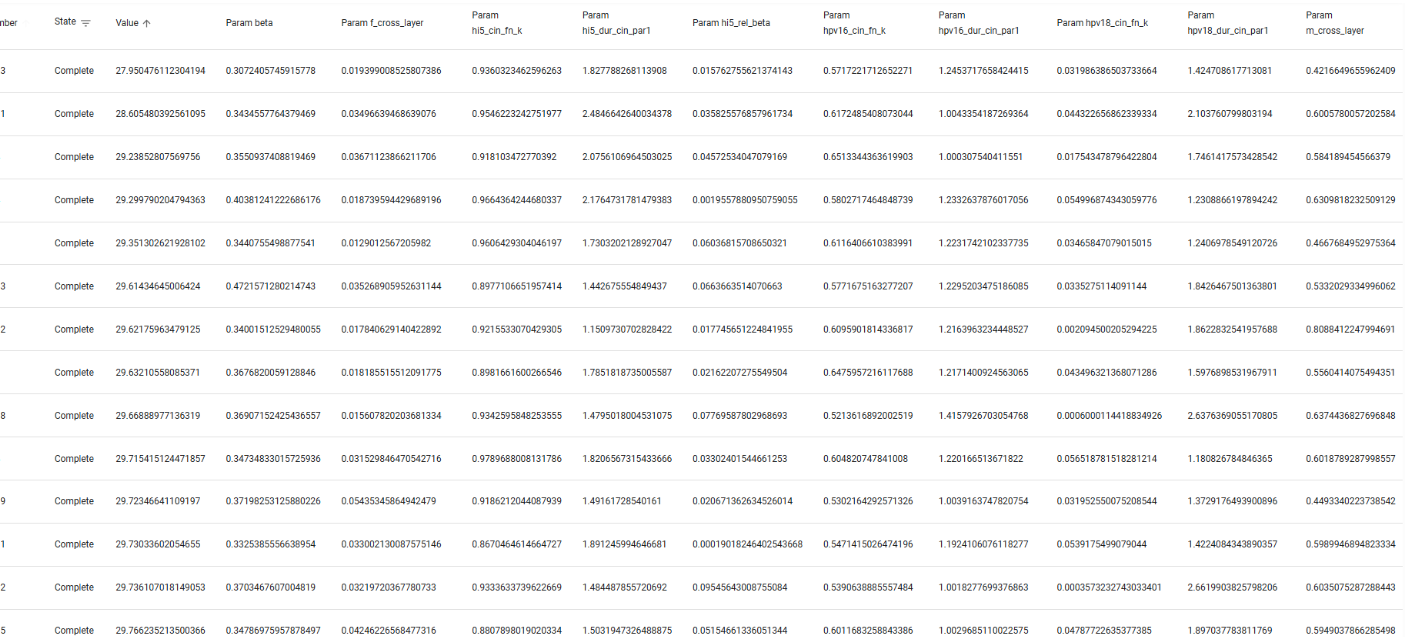 mber State Value Param beta Param f_cross_layer Param hi5_cin_fn_k Param hi5_dur_cin_par1 Param hi5_rel_beta Param hpv16_cin_fn_k Param hpv16_dur_cin_par1 Param hpv18_cin_fn_k Param hpv18_dur_cin_par1 Param m_cross_layer
3 Complete 27.950476112304194 0.3072405745915778 0.019399008525807386 0.9360323462596263 1.827788268113908 0.015762755621374143 0.5717221712652271 1.2453717658424415 0.031986386503733664 1.424708617713081 0.4216649655962409
1 Complete 28.605480392561095 0.3434557764379469 0.03496639468639076 0.9546223242751977 2.4846642640034378 0.035825576857961734 0.6172485408073044 1.0043354187269364 0.044322656862339334 2.103760799803194 0.6005780057202584
Complete 29.23852807569756 0.3550937408819469 0.03671123866211706 0.918103472770392 2.0756106964503025 0.04572534047079169 0.6513344363619903 1.000307540411551 0.017543478796422804 1.7461417573428542 0.584189454566379
Complete 29.299790204794363 0.40381241222686176 0.018739594429689196 0.9664364244680337 2.1764731781479383 0.0019557880950759055 0.5802717464848739 1.2332637876017056 0.054996874343059776 1.2308866197894242 0.6309818232509129
Complete 29.351302621928102 0.3440755498877541 0.0129012567205982 0.9606429304046197 1.7303202128927047 0.06036815708650321 0.6116406610383991 1.2231742102337735 0.03465847079015015 1.2406978549120726 0.4667684952975364
3 Complete 29.61434645006424 0.4721571280214743 0.035268905952631144 0.8977106651957414 1.442675554849437 0.0663663514070663 0.5771675163277207 1.2295203475186085 0.0335275114091144 1.8426467501363801 0.5332029334996062
2 Complete 29.62175963479125 0.34001512529480055 0.017840629140422892 0.9215533070429305 1.1509730702828422 0.017745651224841955 0.6095901814336817 1.2163963234448527 0.002094500205294225 1.8622832541957688 0.8088412247994691
Complete 29.63210558085371 0.3676820059128846 0.018185515512091775 0.8981661600266546 1.7851818735005587 0.02162207275549504 0.6475957216117688 1.2171400924563065 0.043496321368071286 1.5976898531967911 0.5560414075494351
8 Complete 29.66888977136319 0.36907152425436557 0.015607820203681334 0.9342595848253555 1.4795018004531075 0.07769587802968693 0.5213616892002519 1.4157926703054768 0.0006000114418834926 2.6376369055170805 0.6374436827696848
Complete 29.715415124471857 0.34734833015725936 0.031529846470542716 0.9789688008131786 1.8206567315433666 0.03302401544661253 0.604820747841008 1.220166513671822 0.056518781518281214 1.180826784846365 0.6018789287998557
9 Complete 29.72346641109197 0.37198253125880226 0.05435345864942479 0.9186212044087939 1.49161728540161 0.020671362634526014 0.5302164292571326 1.0039163747820754 0.031952550075208544 1.3729176493900896 0.4493340223738542
1 Complete 29.73033602054655 0.3325385556638954 0.033002130087575146 0.8670464614664727 1.891245994646681 0.00019018246402543668 0.5471415026474196 1.1924106076118277 0.0539175499079044 1.4224084343890357 0.5989946894823334
2 Complete 29.736107018149053 0.3703467607004819 0.03219720367780733 0.9333633739622669 1.484487855720692 0.09545643008755084 0.5390638885557484 1.0018277699376863 0.0003573232743033401 2.6619903825798206 0.6035075287288443
5 Complete 29.766235213500366 0.34786975957878497 0.04246226568477316 0.8807898019020334 1.5031947326488875 0.05154661336051344 0.6011683258843386 1.0029685110022575 0.04787722635377385 1.897037783811769 0.5949037866285498